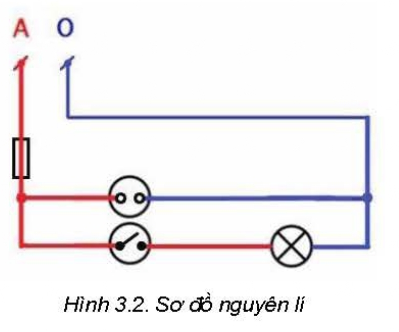 A O
Hình 3.2. Sơ đồ nguyên lí